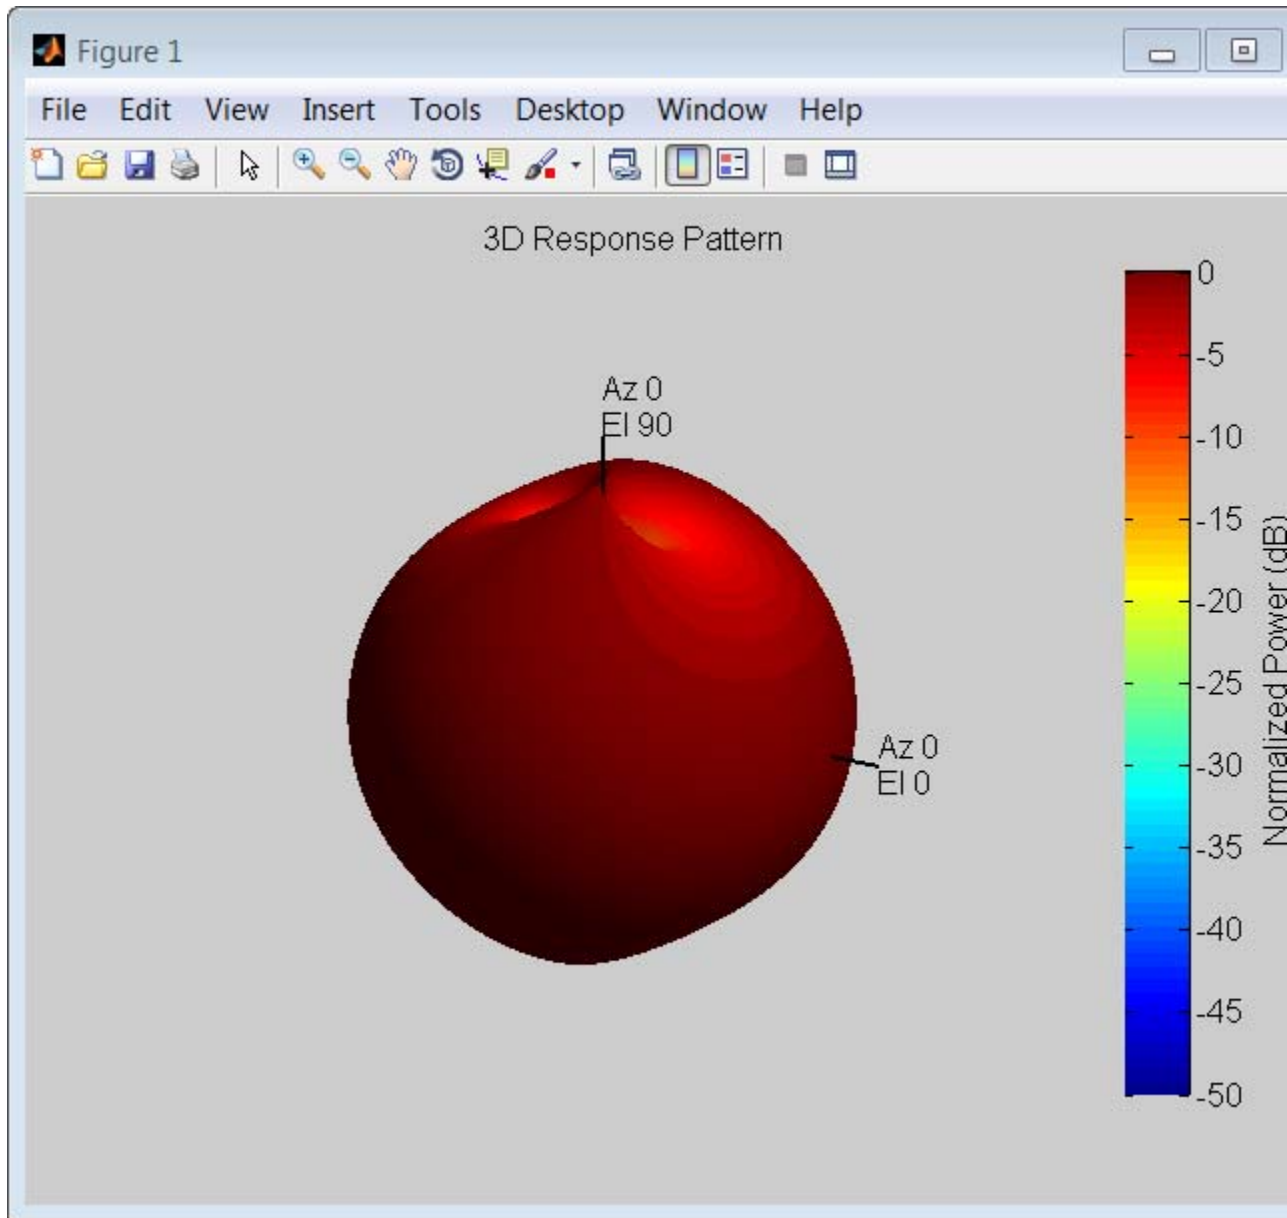 Figure 1
File Edit View Insert Tools Desktop Window Help
3D Response Pattern
Az 0
El 90
Az 0
El 0
0
-5
-10
-15
-20
-25
-30
-35
-40
-45
-50
Normalized Power (dB)